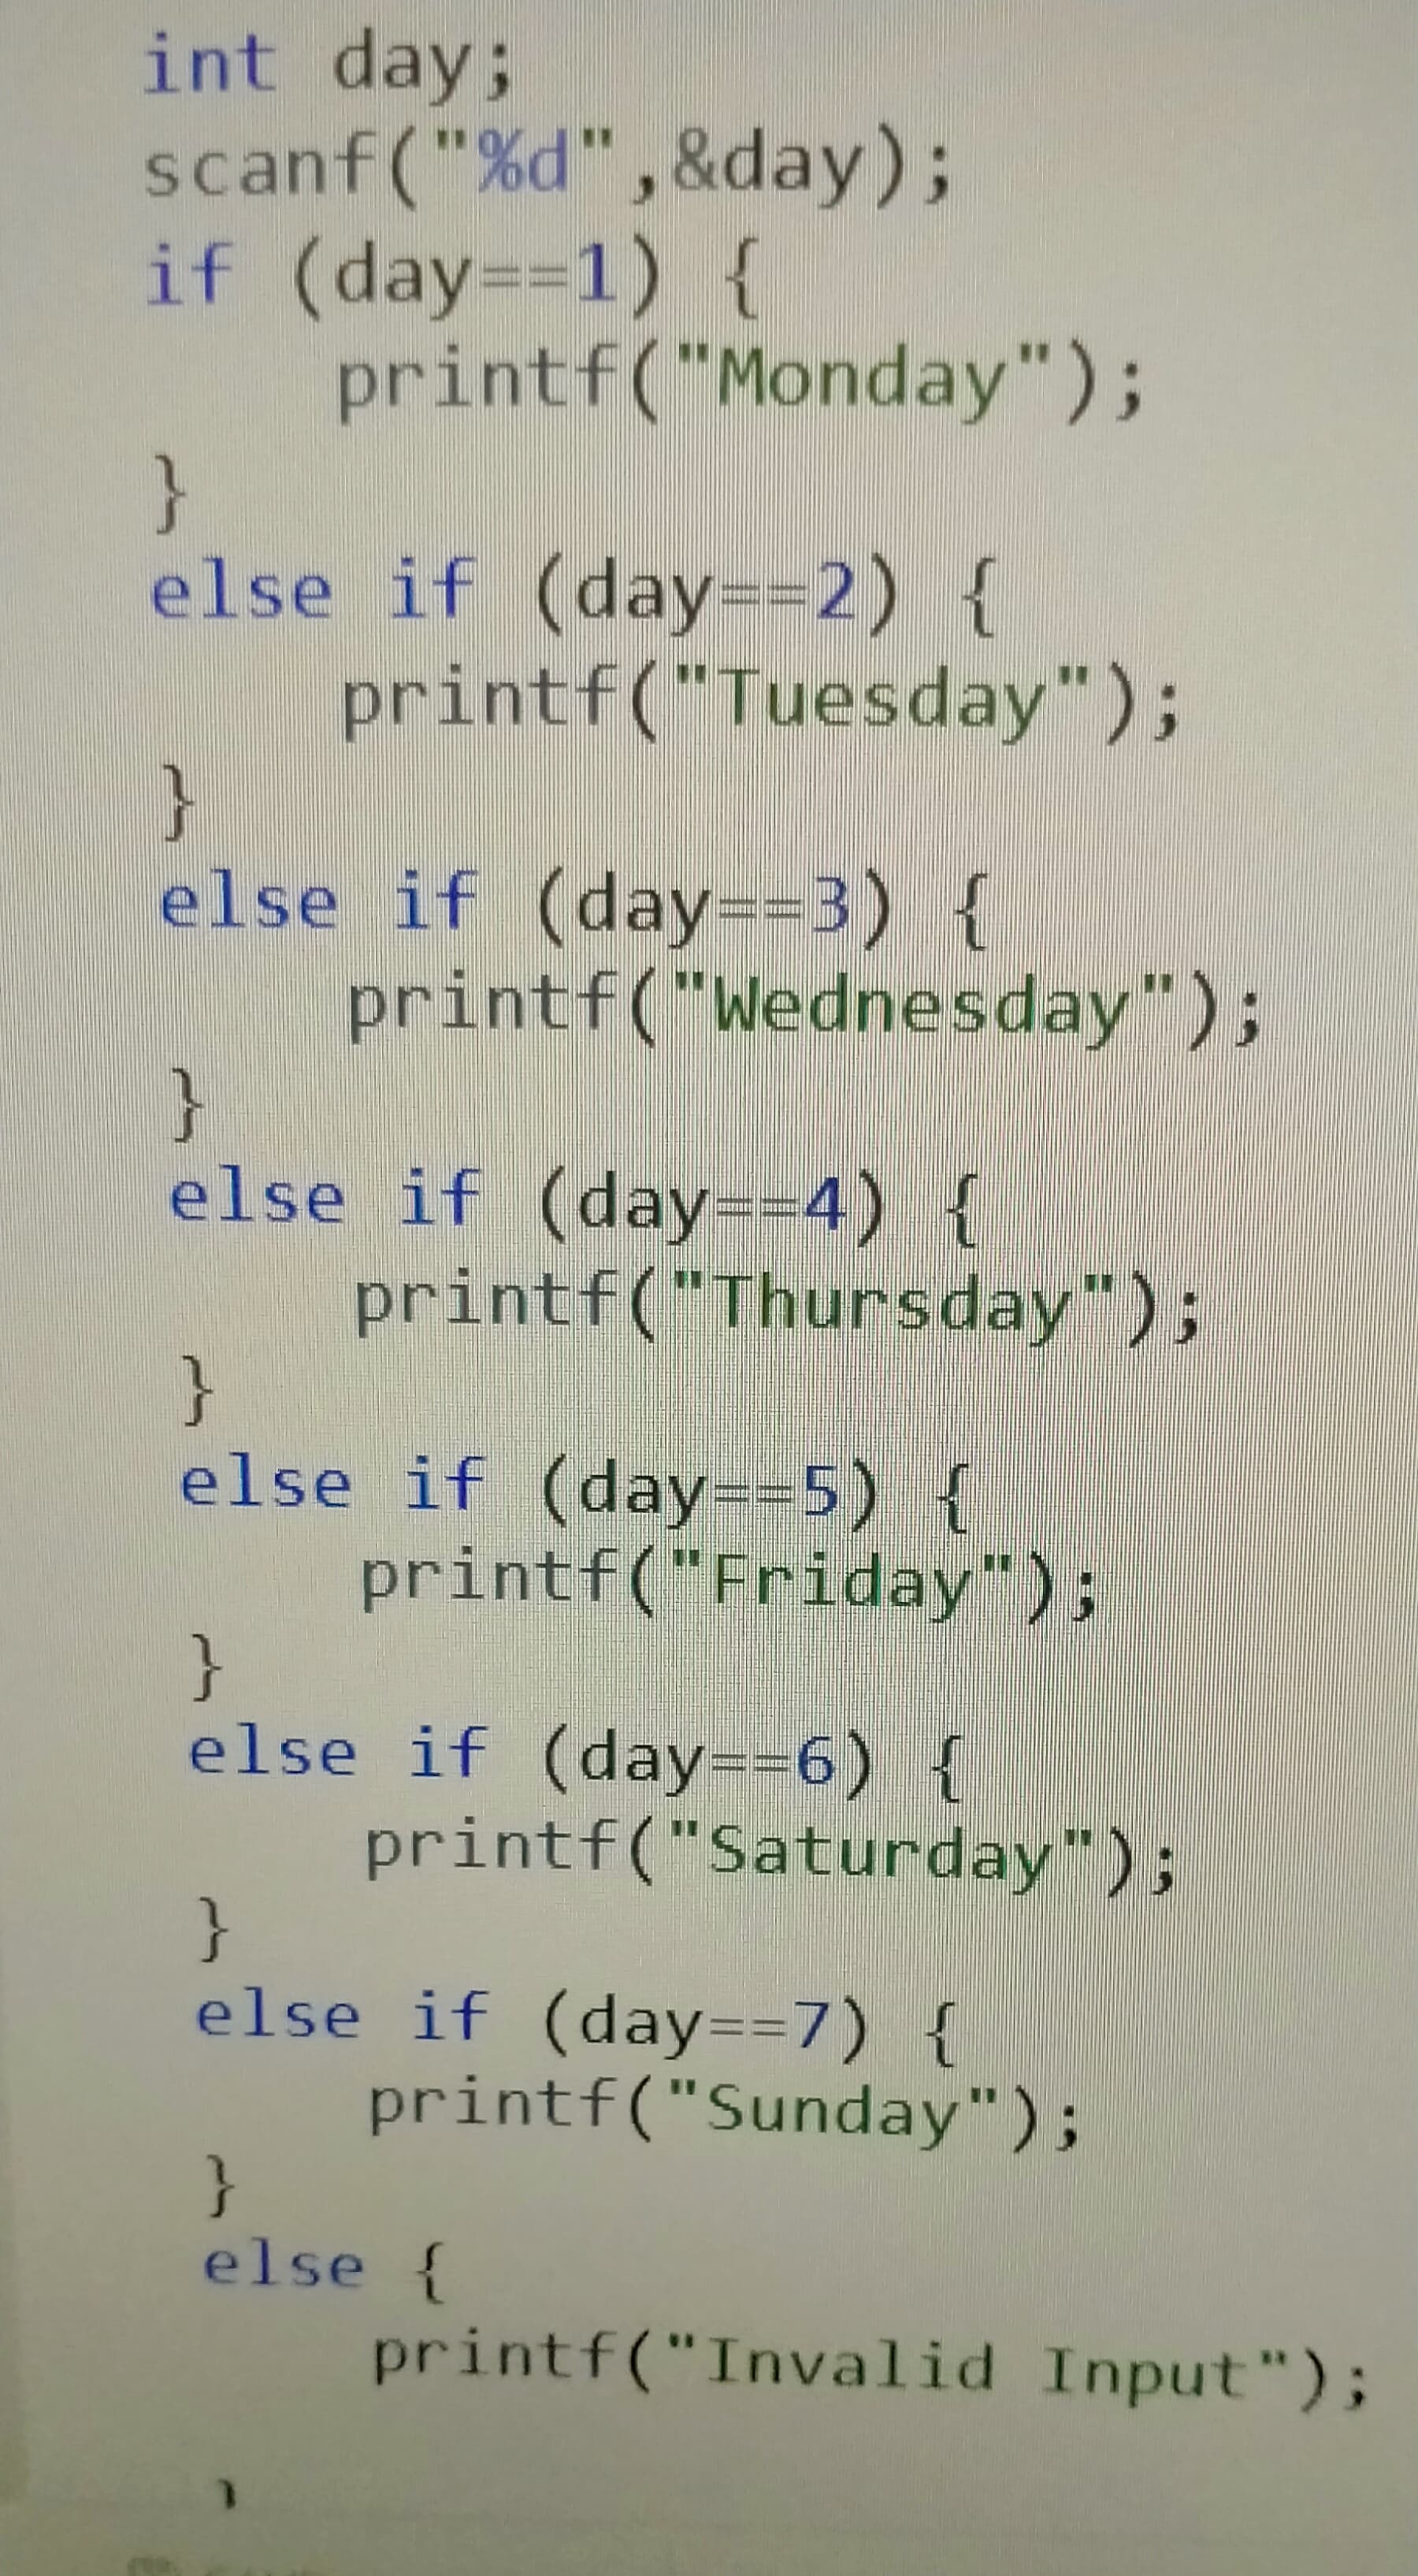 int day;
scanf("%d",&day);
if (day==1) {
    printf("Monday");
}
else if (day==2) {
    printf("Tuesday");
}
else if (day==3) {
    printf("Wednesday");
}
else if (day==4) {
    printf("Thursday");
}
else if (day==5) {
    printf("Friday");
}
else if (day==6) {
    printf("Saturday");
}
else if (day==7) {
    printf("Sunday");
}
else {
    printf("Invalid Input");